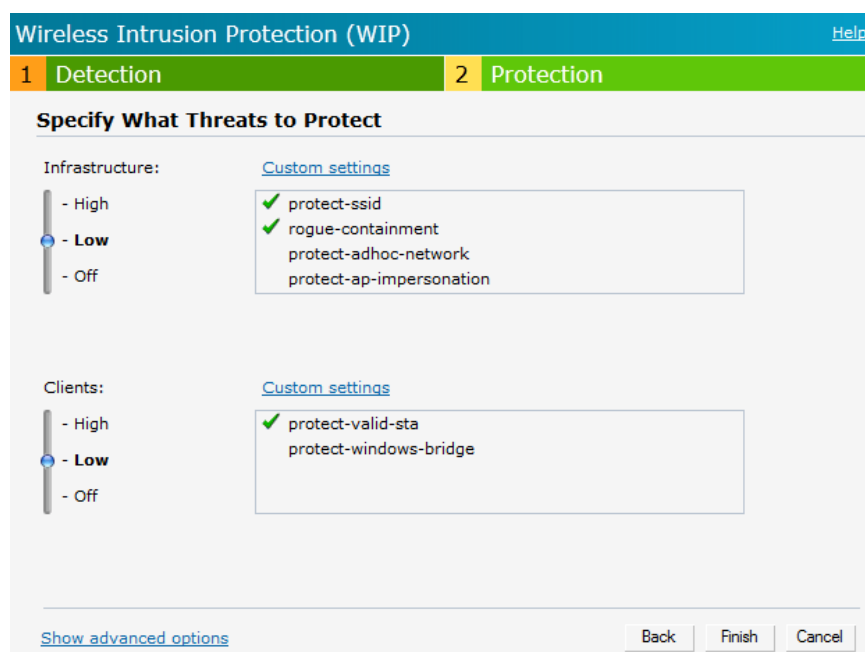 Wireless Intrusion Protection (WIP) Help
1 Detection 2 Protection
Specify What Threats to Protect
Infrastructure: Custom settings
- High
- Low
- Off
protect-ssid
rogue-containment
protect-adhoc-network
protect-ap-impersonation
Clients: Custom settings
- High
- Low
- Off
protect-valid-sta
protect-windows-bridge
Show advanced options Back Finish Cancel